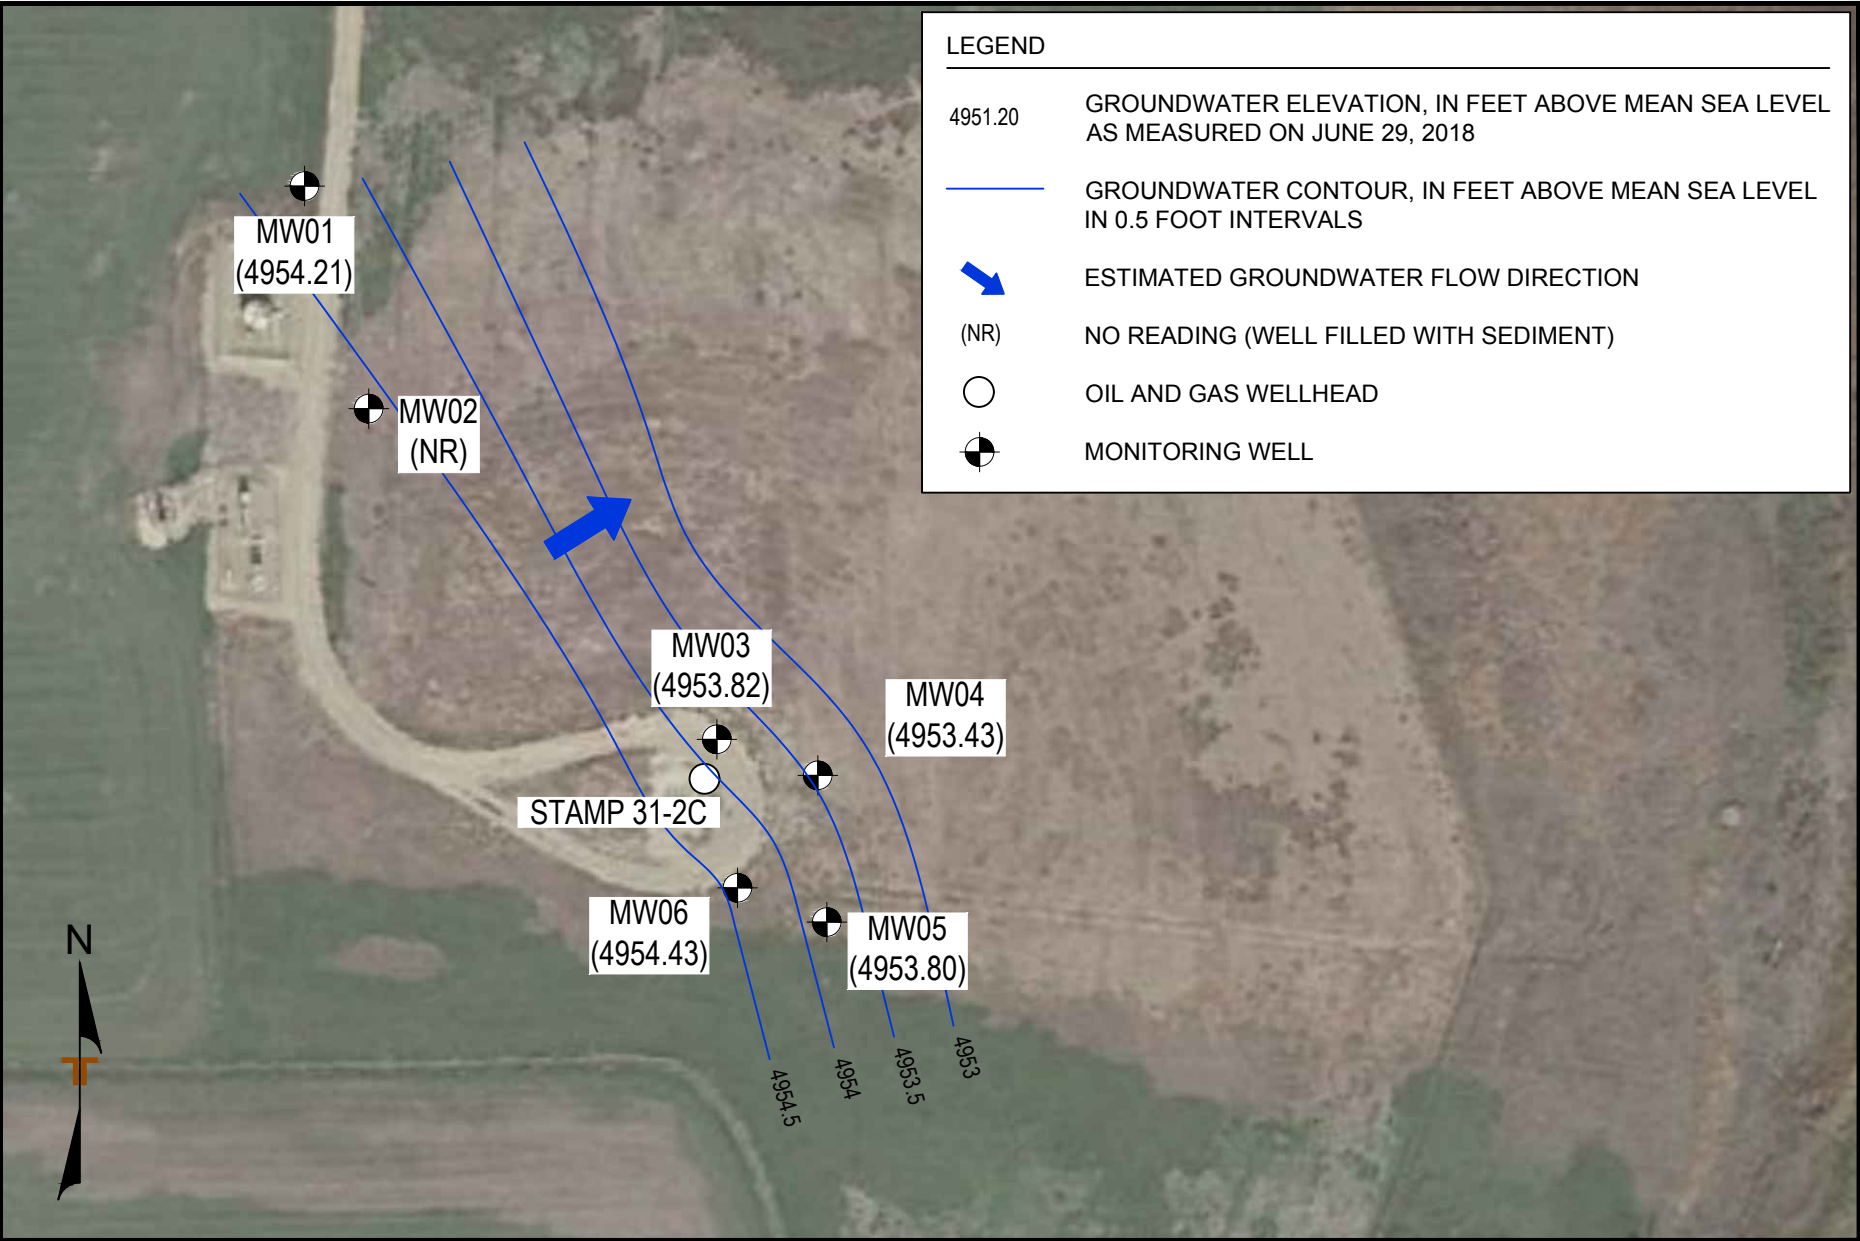 LEGEND
4951.20
GROUNDWATER ELEVATION, IN FEET ABOVE MEAN SEA LEVEL
AS MEASURED ON JUNE 29, 2018
GROUNDWATER CONTOUR, IN FEET ABOVE MEAN SEA LEVEL
IN 0.5 FOOT INTERVALS
ESTIMATED GROUNDWATER FLOW DIRECTION
(NR)
NO READING (WELL FILLED WITH SEDIMENT)
OIL AND GAS WELLHEAD
MONITORING WELL
MW01
(4954.21)
MW02
(NR)
MW03
(4953.82)
MW04
(4953.43)
STAMP 31-2C
MW06
(4954.43)
MW05
(4953.80)
N
4954.5
4954
4953.5
4953